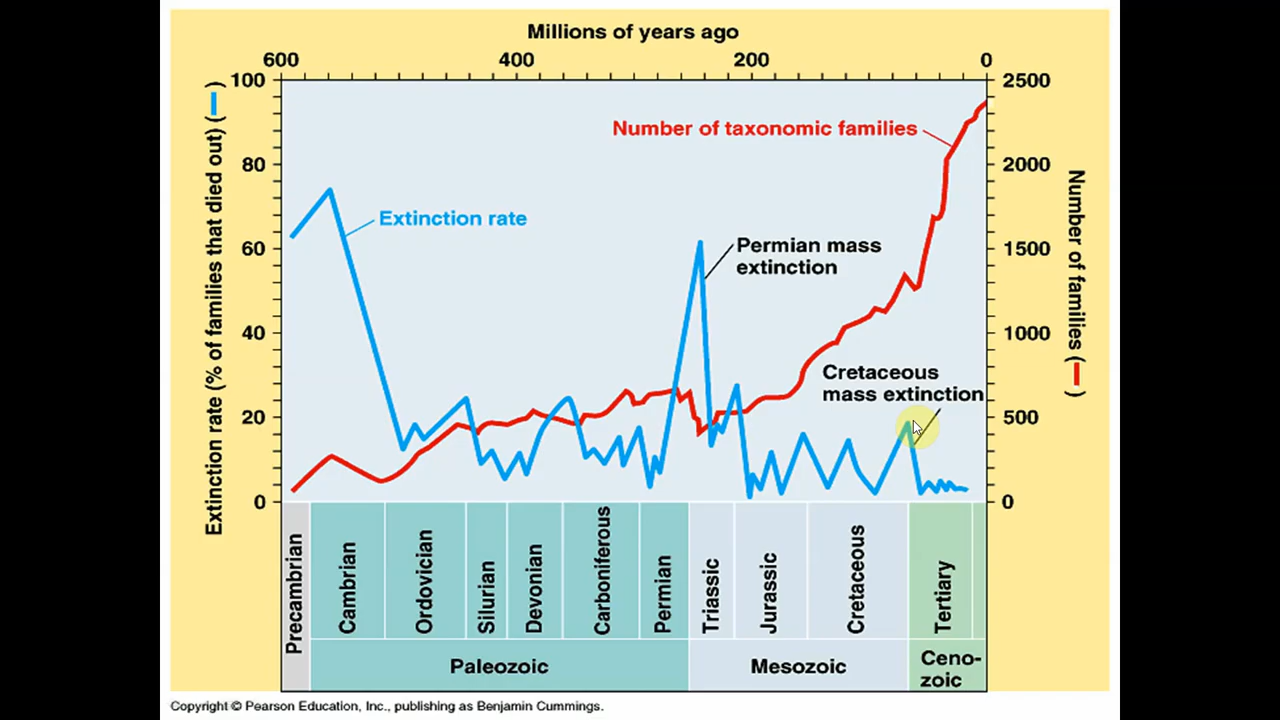 Millions of years ago
600 400 200 0
100 2500
80 2000
60 1500
40 1000
20 500
0 0
Extinction rate (% of families that died out) (—)
Number of families (—)
Number of taxonomic families
Extinction rate
Permian mass
extinction
Cretaceous
mass extinction
Precambrian
Cambrian
Ordovician
Silurian
Devonian
Carboniferous
Permian
Triassic
Jurassic
Cretaceous
Tertiary
Paleozoic
Mesozoic
Ceno-
zoic
Copyright © Pearson Education, Inc., publishing as Benjamin Cummings.